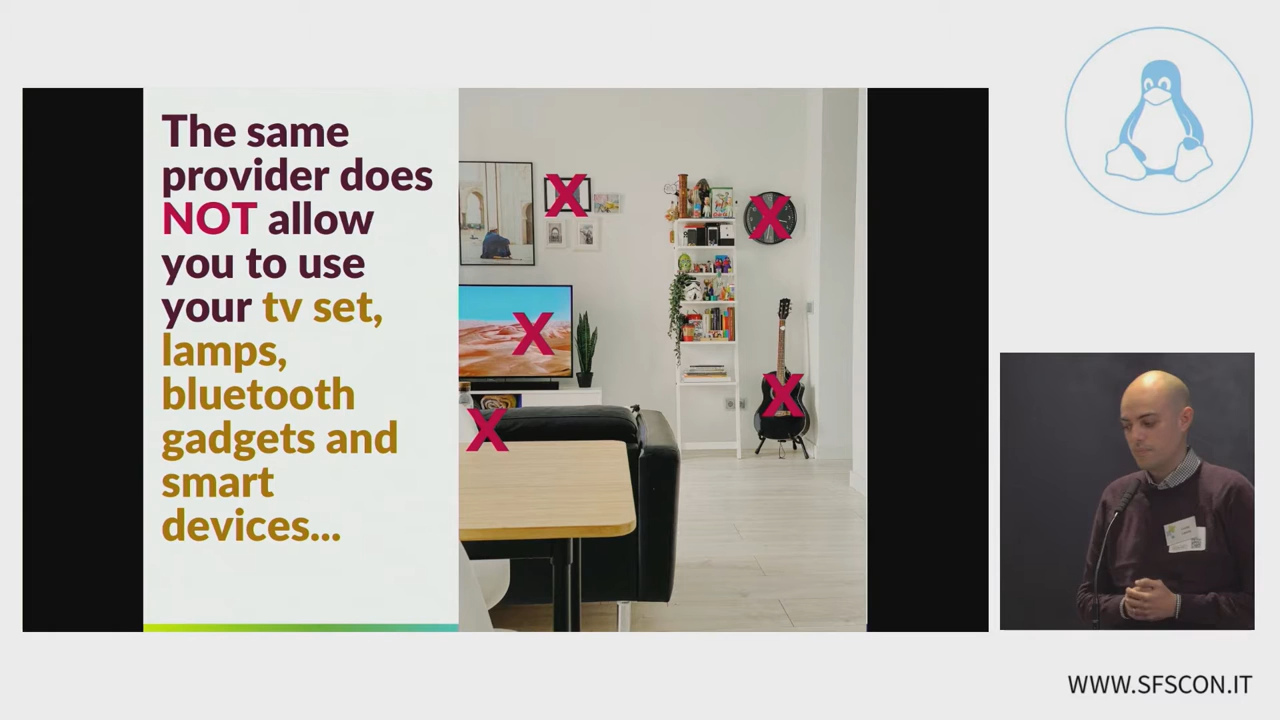 The same
provider does
NOT allow
you to use
your tv set,
lamps,
bluetooth
gadgets and
smart
devices...
X
X
X
X
X
WWW.SFSCON.IT